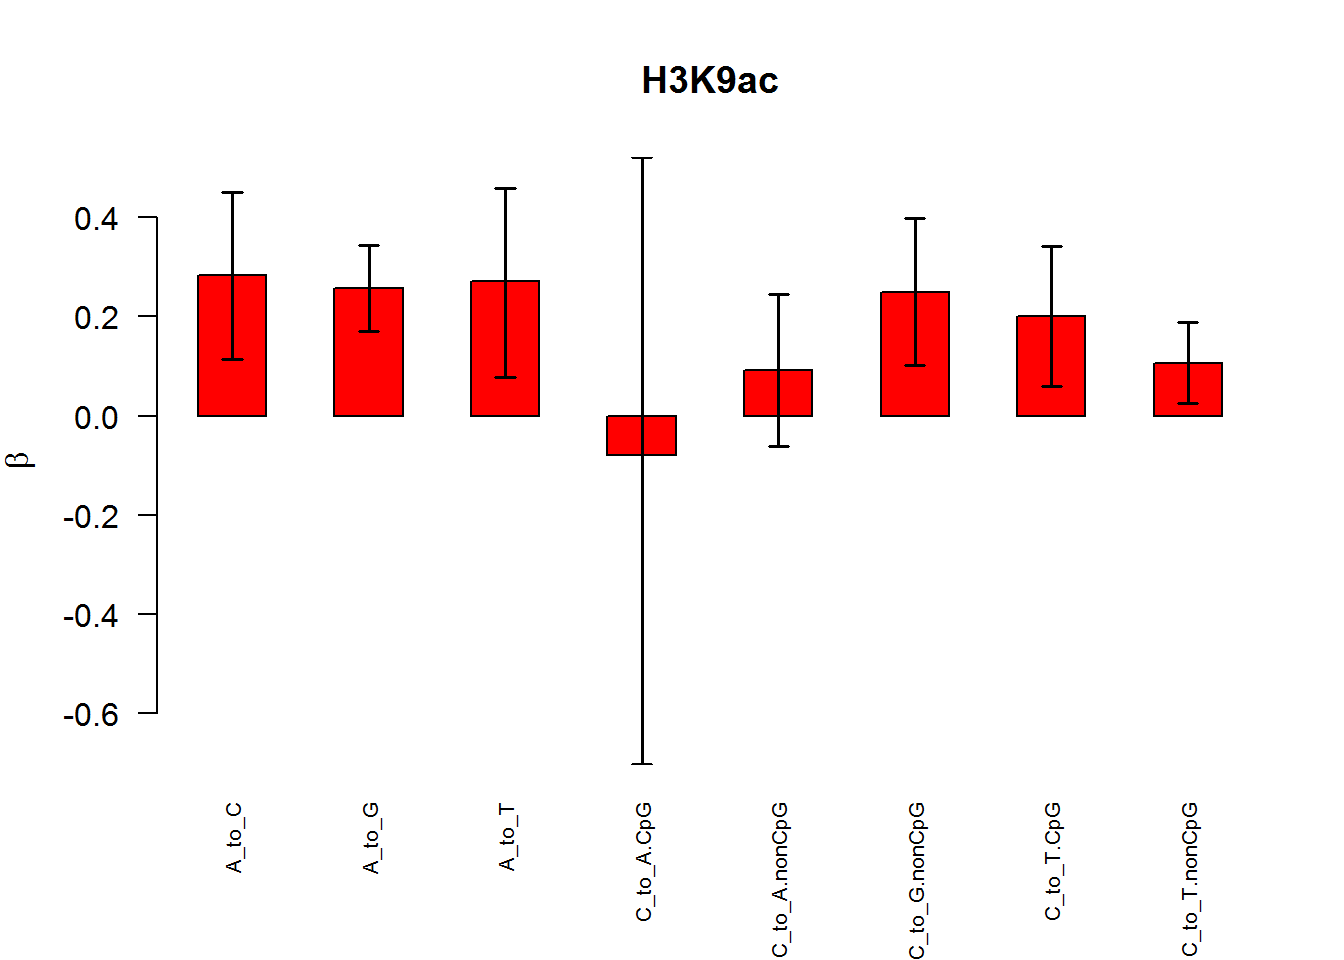 H3K9ac
0.4
0.2
0.0
-0.2
-0.4
-0.6
β
A_to_C
A_to_G
A_to_T
C_to_A.CpG
C_to_A.nonCpG
C_to_G.nonCpG
C_to_T.CpG
C_to_T.nonCpG